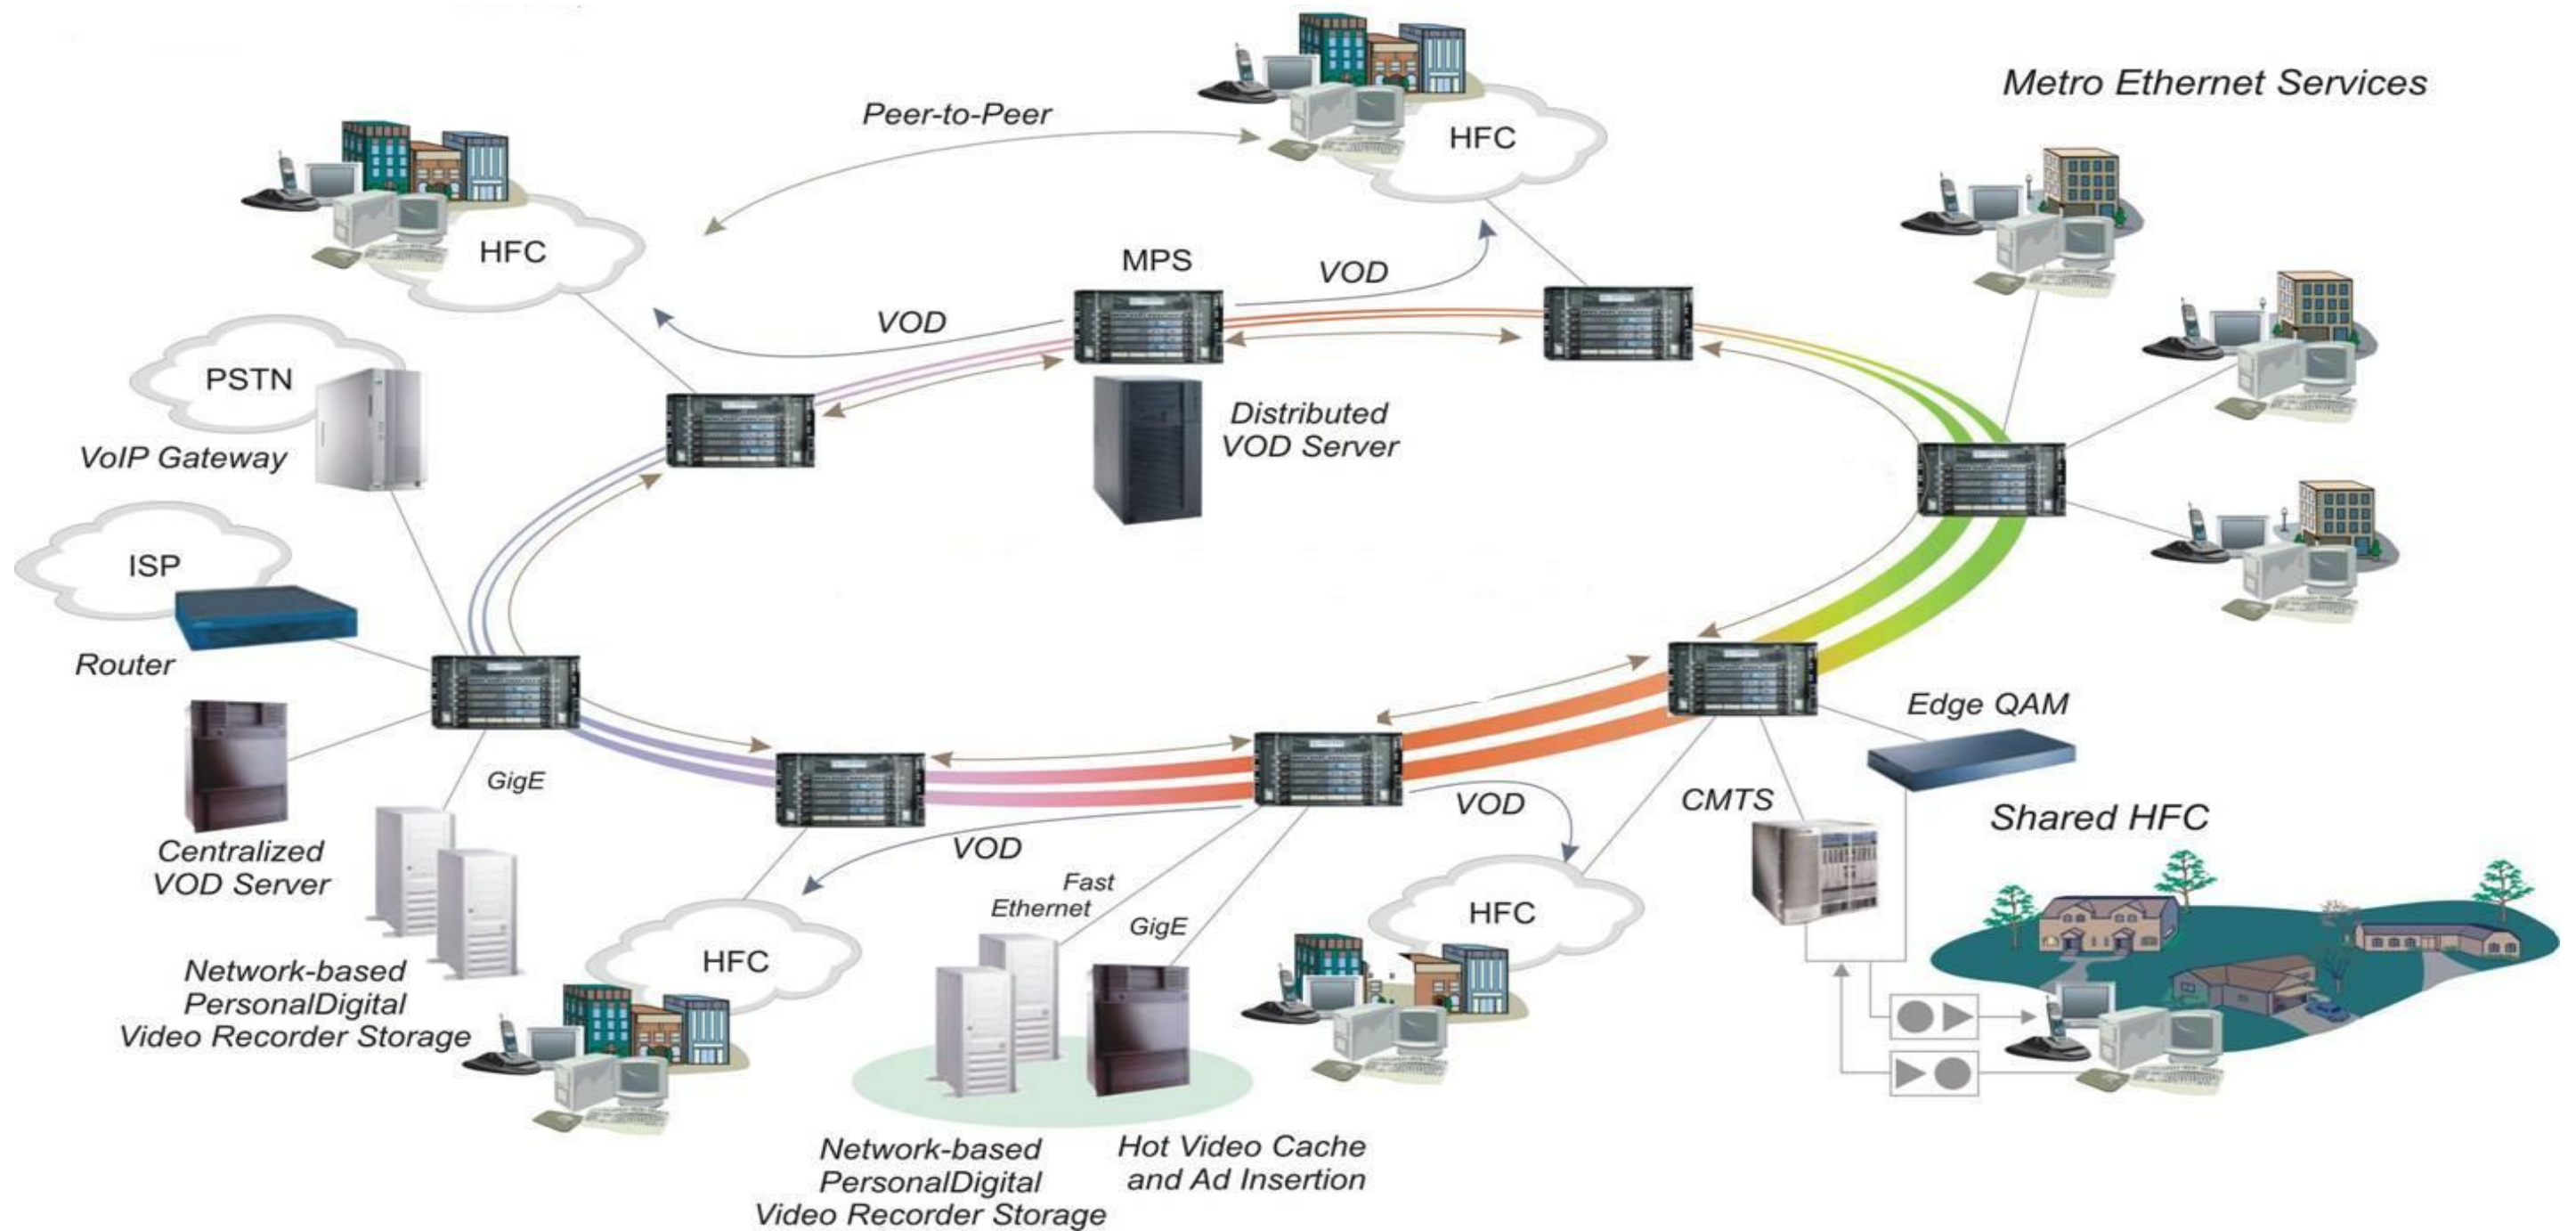 Metro Ethernet Services
Peer-to-Peer
HFC
HFC
MPS
VOD
VOD
PSTN
VoIP Gateway
Distributed
VOD Server
ISP
Router
Edge QAM
GigE
CMTS
VOD
VOD
Shared HFC
Centralized
VOD Server
Fast
Ethernet
GigE
HFC
HFC
Network-based
PersonalDigital
Video Recorder Storage
Network-based
PersonalDigital
Video Recorder Storage
Hot Video Cache
and Ad Insertion